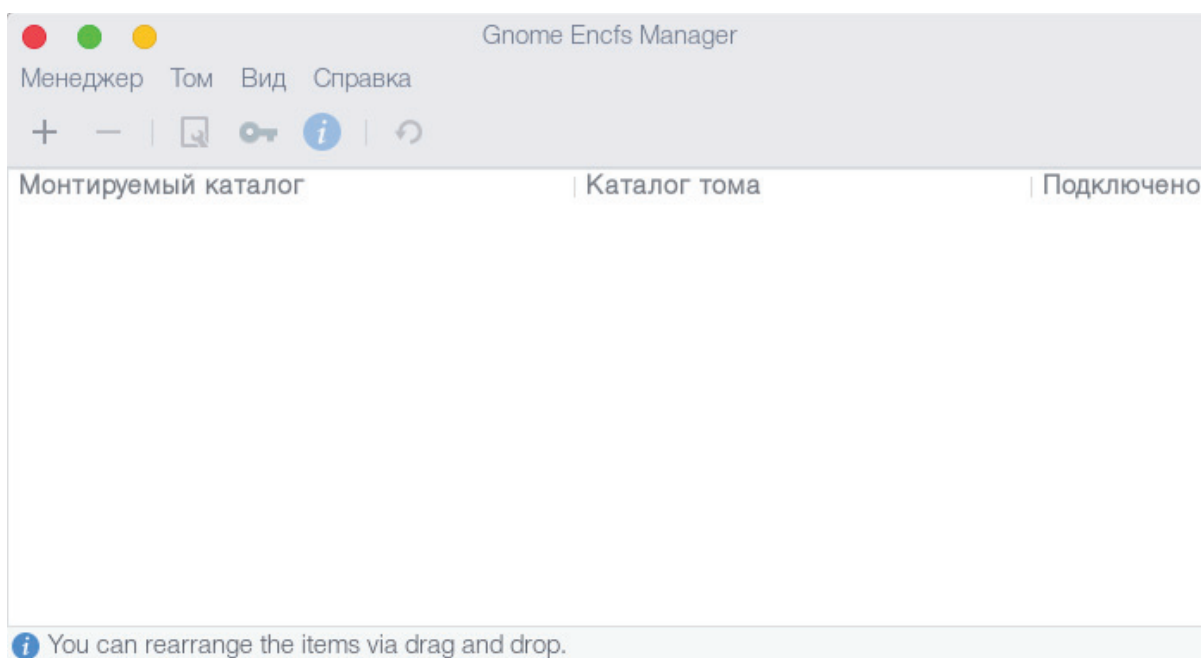 Gnome Encfs Manager
Менеджер Том Вид Справка
Монтируемый каталог Каталог тома Подключено
You can rearrange the items via drag and drop.